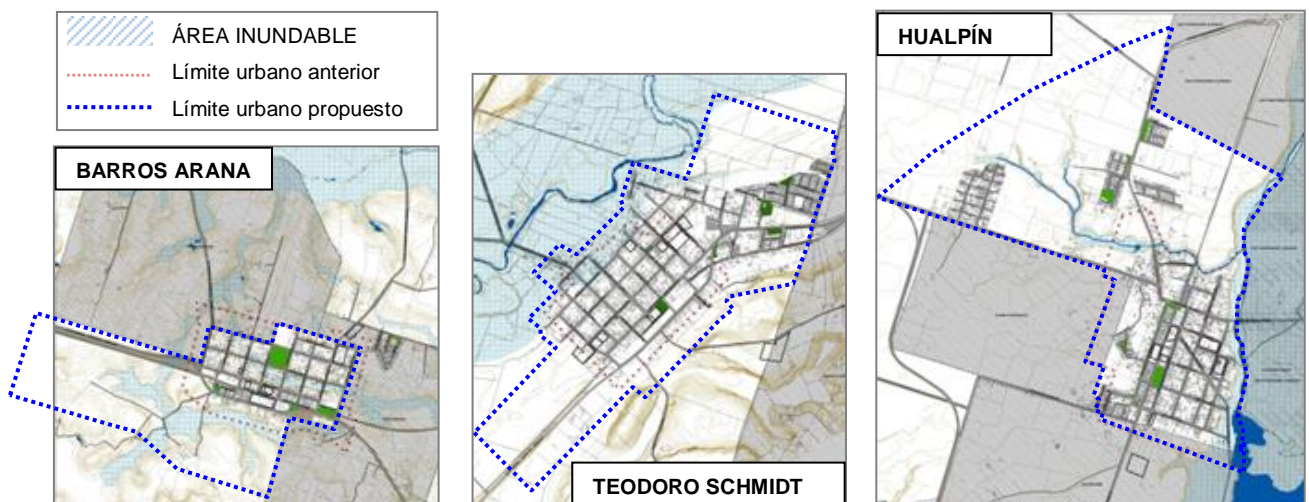 ÁREA INUNDABLE
Límite urbano anterior
Límite urbano propuesto
BARROS ARANA
TEODORO SCHMIDT
HUALPÍN